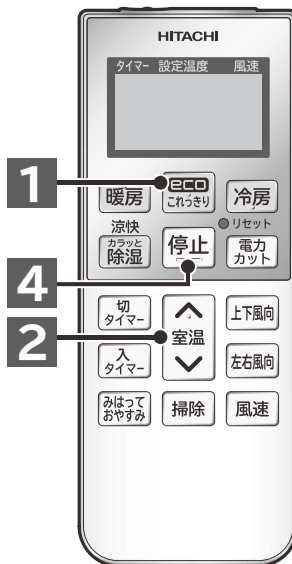 HITACHI
タイマー 設定温度 風速
1
暖房
eco
これっきり
冷房
涼快
カラッと
除湿
停止
リセット
電力
カット
4
切
タイマー
室温
上下風向
2
入
タイマー
左右風向
みはって
おやすみ
掃除
風速